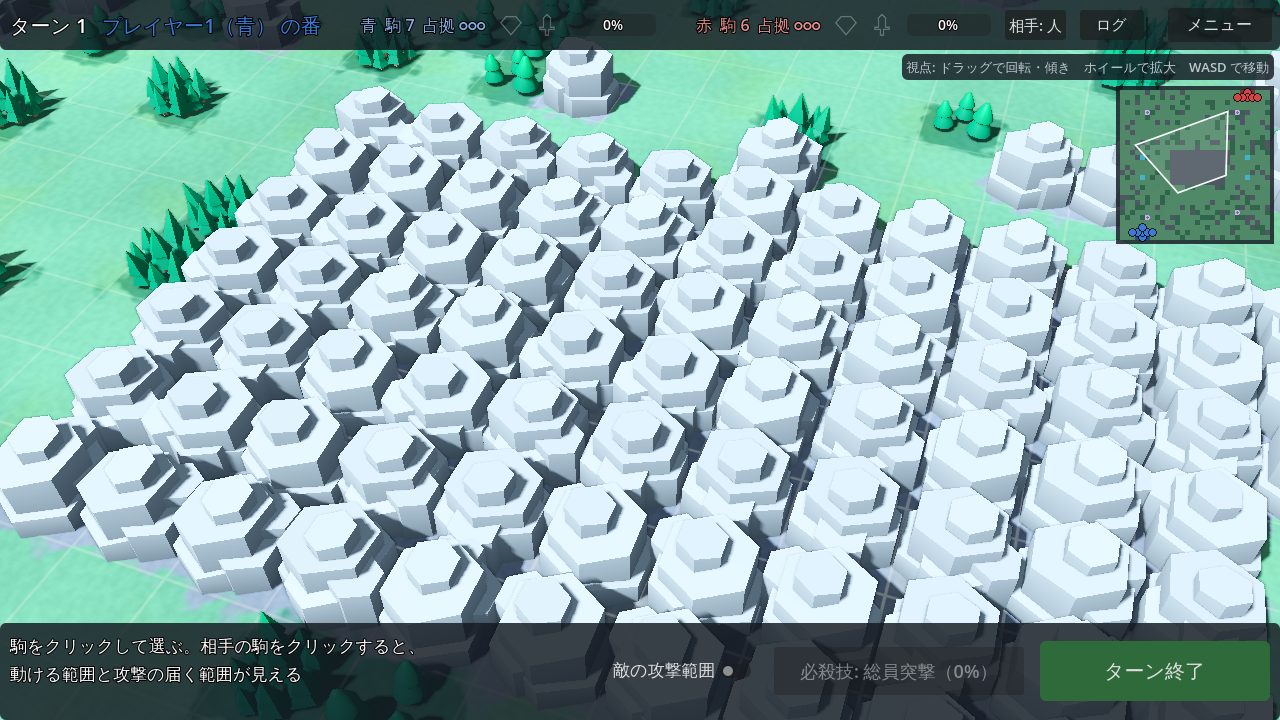 ターン 1 プレイヤー1（青）の番 青 駒 7 占拠 0% 赤 駒 6 占拠 0% 相手: 人 ログ メニュー
視点: ドラッグで回転・傾き ホイールで拡大 WASD で移動
駒をクリックして選ぶ。相手の駒をクリックすると、
動ける範囲と攻撃の届く範囲が見える
敵の攻撃範囲 必殺技: 総員突撃（0%） ターン終了